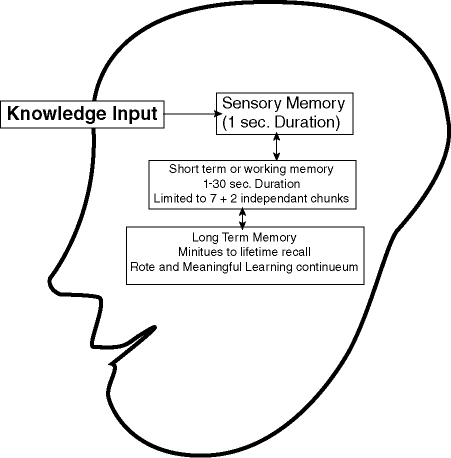 Knowledge Input
Sensory Memory
(1 sec. Duration)
Short term or working memory
1-30 sec. Duration
Limited to 7 + 2 independant chunks
Long Term Memory
Minitues to lifetime recall
Rote and Meaningful Learning continueum